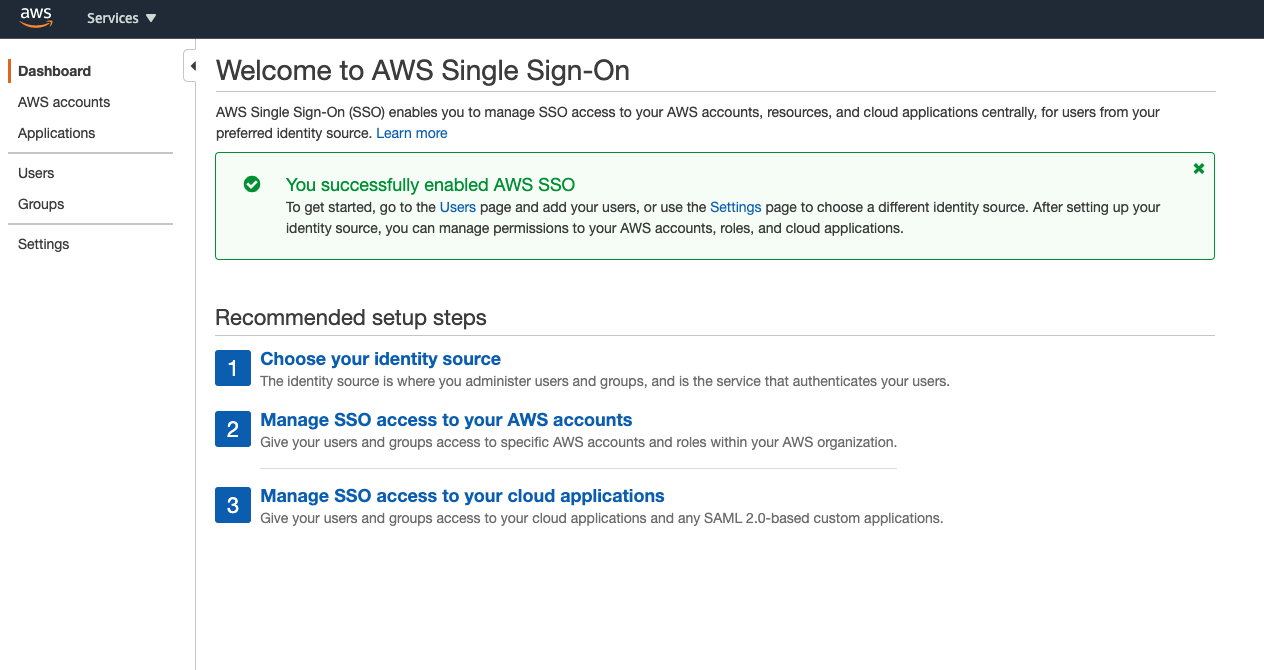 aws
Services
Dashboard
AWS accounts
Applications
Users
Groups
Settings
Welcome to AWS Single Sign-On
AWS Single Sign-On (SSO) enables you to manage SSO access to your AWS accounts, resources, and cloud applications centrally, for users from your
preferred identity source. Learn more
You successfully enabled AWS SSO
To get started, go to the Users page and add your users, or use the Settings page to choose a different identity source. After setting up your
identity source, you can manage permissions to your AWS accounts, roles, and cloud applications.
Recommended setup steps
1
Choose your identity source
The identity source is where you administer users and groups, and is the service that authenticates your users.
2
Manage SSO access to your AWS accounts
Give your users and groups access to specific AWS accounts and roles within your AWS organization.
3
Manage SSO access to your cloud applications
Give your users and groups access to your cloud applications and any SAML 2.0-based custom applications.